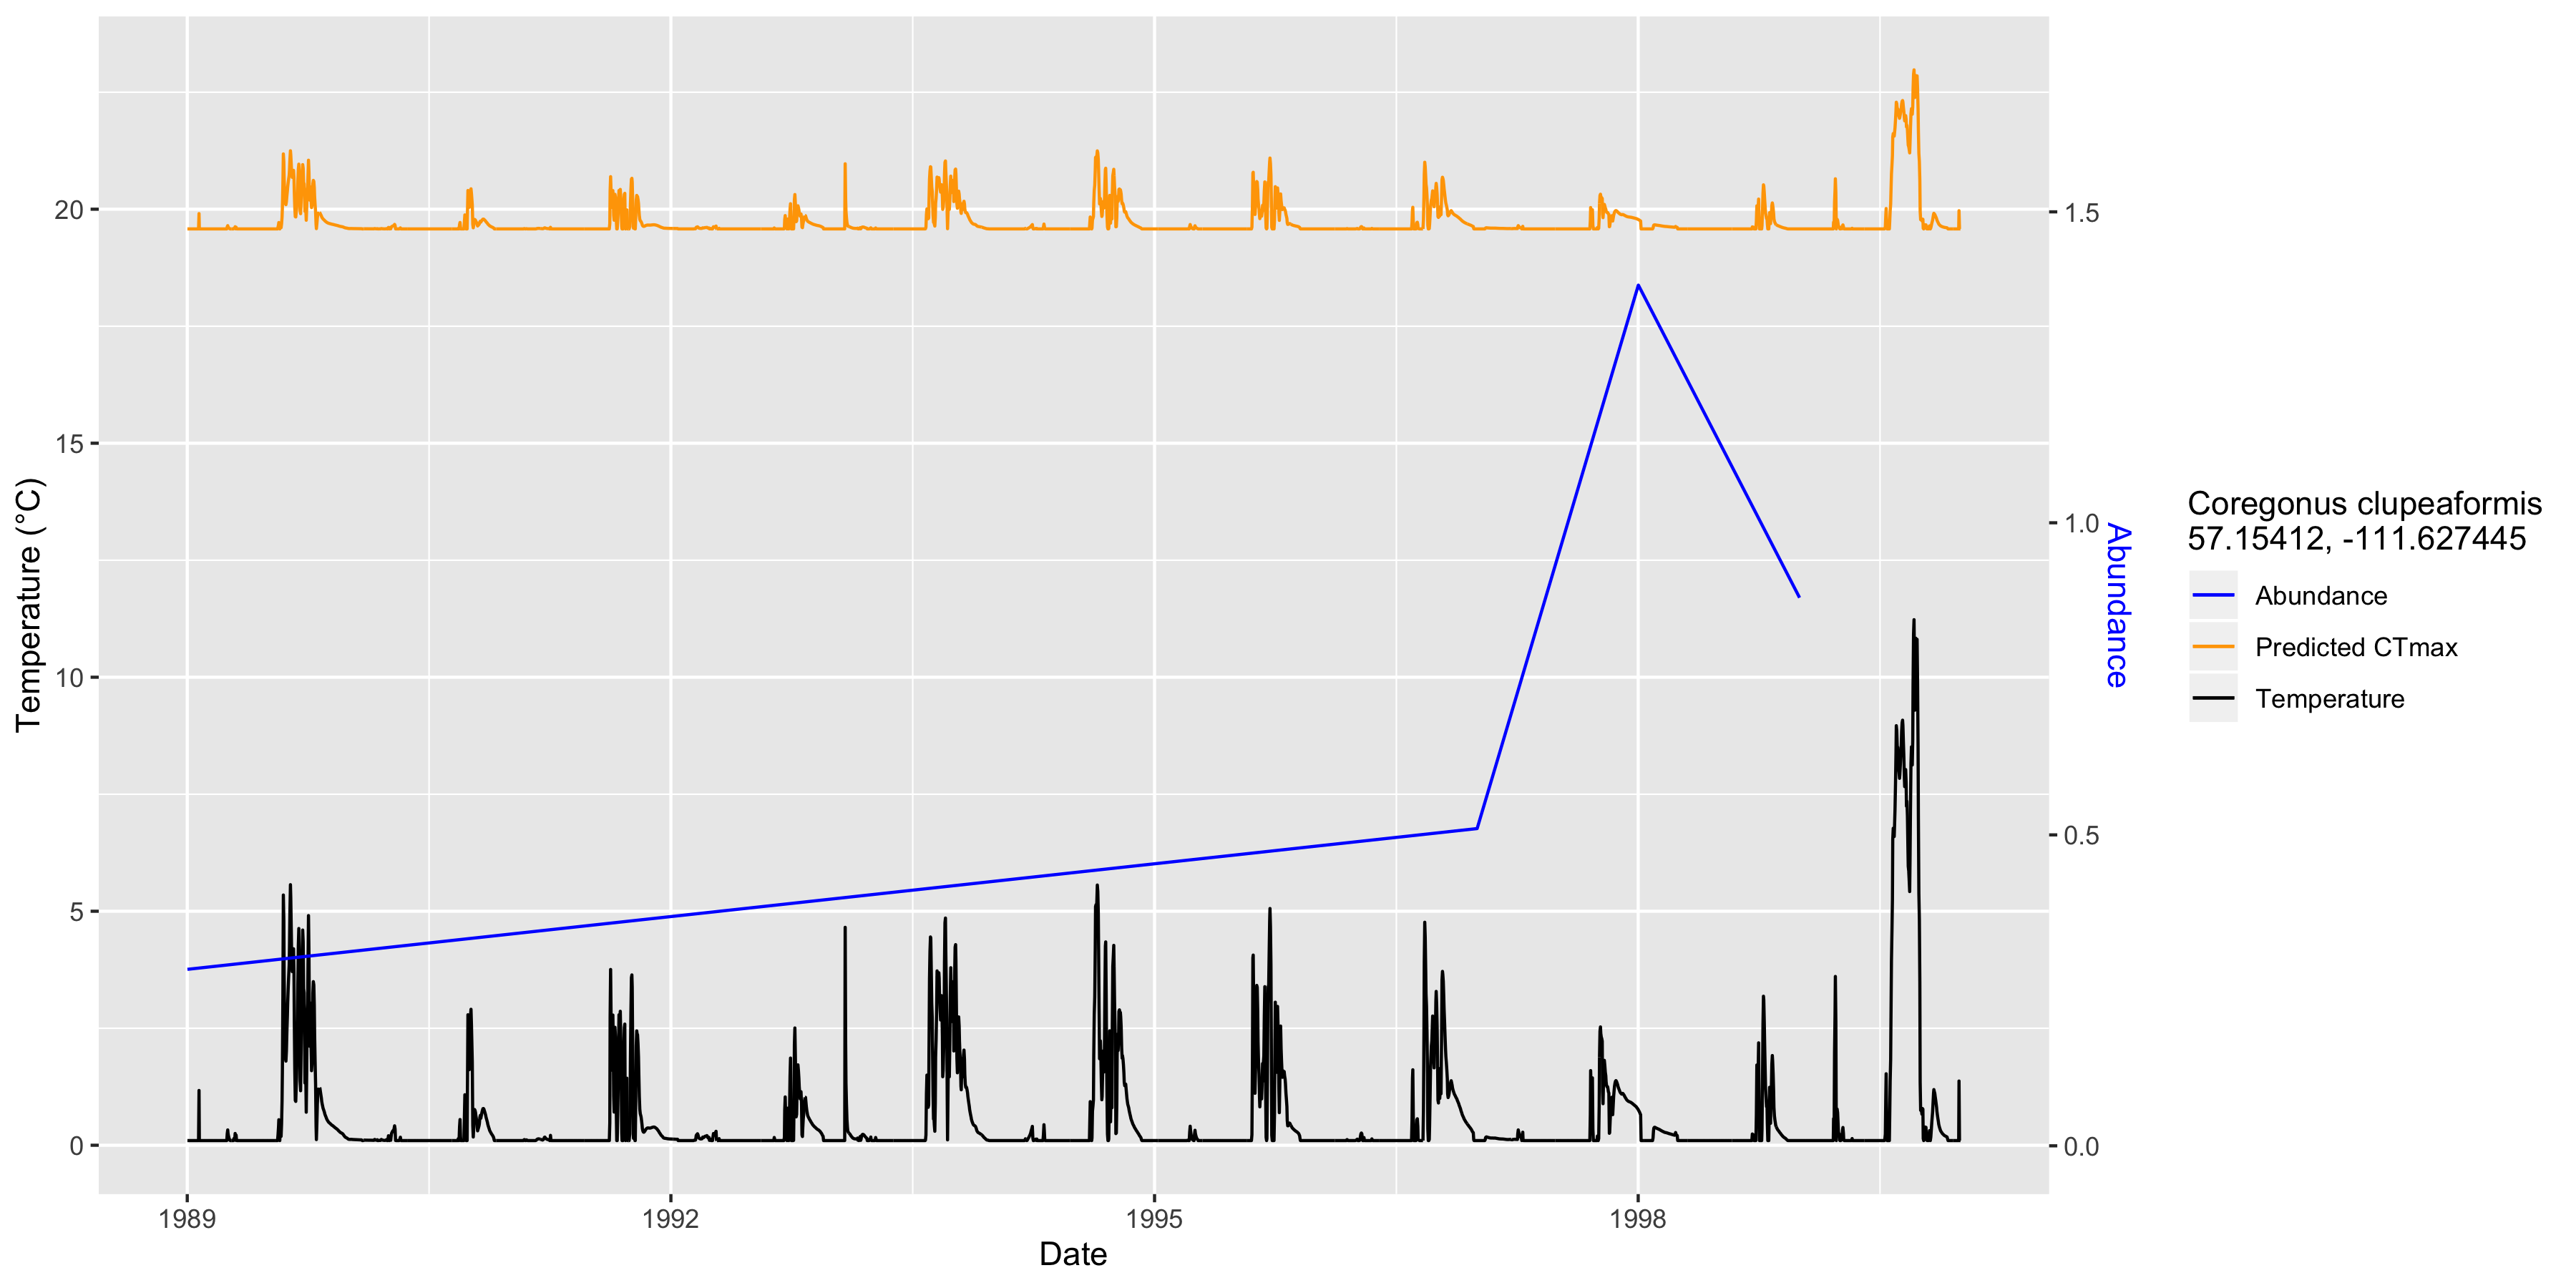 20
15
10
5
0
Temperature (°C)
1989
1992
1995
1998
Date
1.5
1.0
0.5
0.0
Abundance
Coregonus clupeaformis
57.15412, -111.627445
Abundance
Predicted CTmax
Temperature